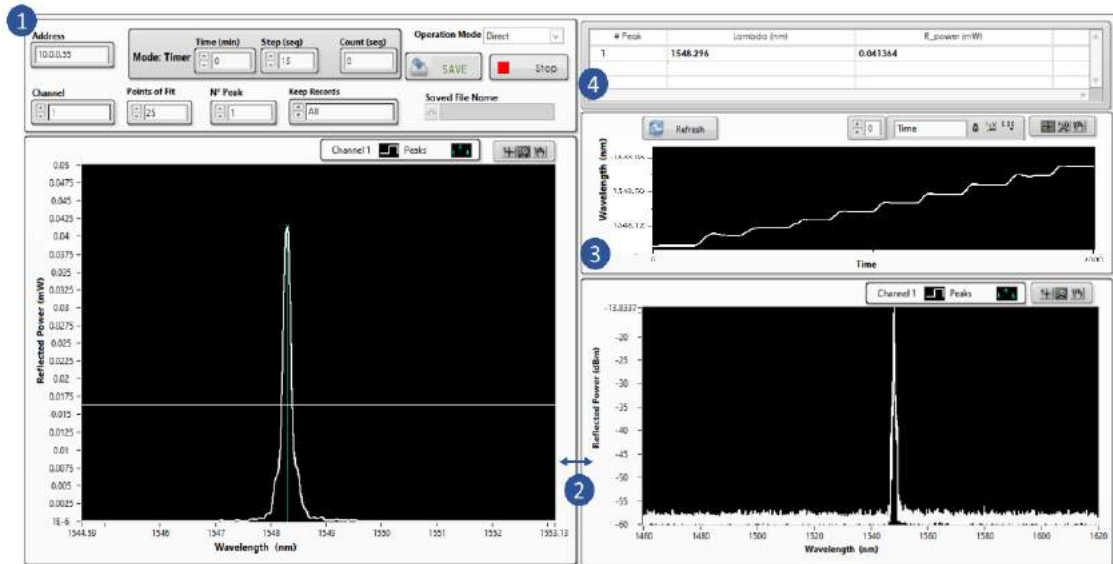 1
Address
10.0.0.55
Mode: Timer
Time (min)
0
Step (seg)
15
Count (seg)
0
Operation Mode
Direct
SAVE
Stop
Channel
1
Points of Fit
25
N° Peak
1
Keep Records
All
Saved File Name
# Peak
Lambda (nm)
R_power (mW)
1
1548.296
0.041364
4
Refresh
0
Time
Wavelength (nm)
1548.50
1548.12
0
Time
3
Channel 1
Peaks
Reflected Power (mW)
0.05
0.0475
0.045
0.0425
0.04
0.0375
0.035
0.0325
0.03
0.0275
0.025
0.0225
0.02
0.0175
0.015
0.0125
0.01
0.0075
0.005
0.0025
1E-6
1544.59
1546
1547
1548
1549
1550
1551
1552
1553.13
Wavelength (nm)
2
Channel 1
Peaks
Reflected Power (dBm)
-13.8337
-20
-25
-30
-35
-40
-45
-50
-55
-60
1460
1480
1500
1520
1540
1560
1580
1600
1620
Wavelength (nm)